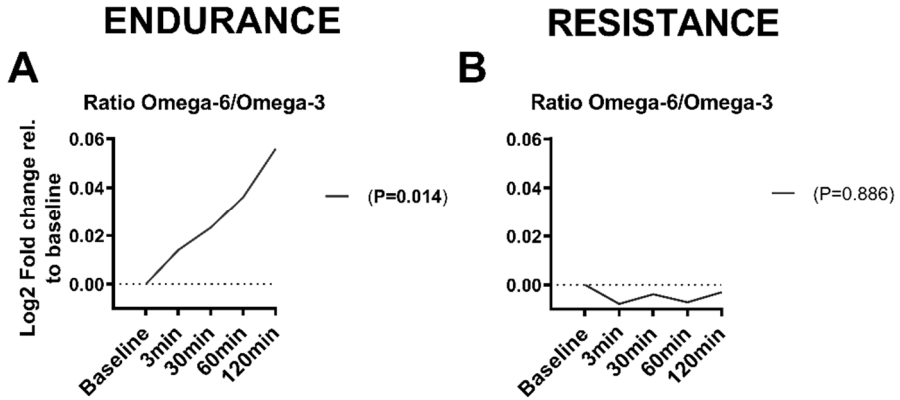 ENDURANCE
A
Ratio Omega-6/Omega-3
Log2 Fold change rel.
to baseline
0.06
0.04
0.02
0.00
Baseline
3min
30min
60min
120min
(P=0.014)
RESISTANCE
B
Ratio Omega-6/Omega-3
0.06
0.04
0.02
0.00
Baseline
3min
30min
60min
120min
(P=0.886)